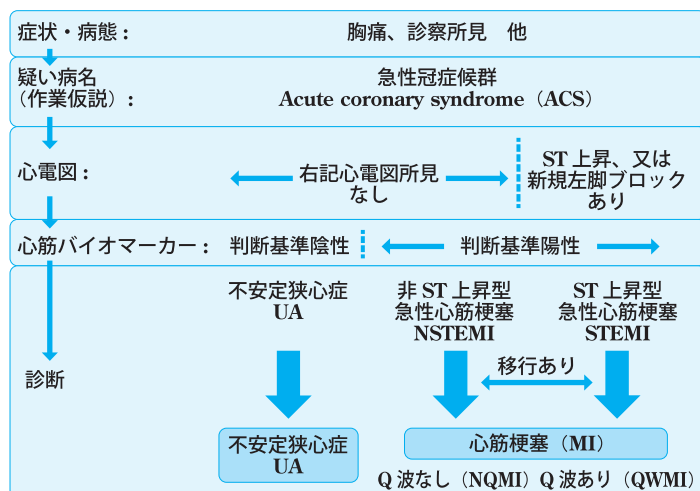 症状・病態： 胸痛、診察所見　他
疑い病名
（作業仮説）：
急性冠症候群
Acute coronary syndrome（ACS）
心電図：
右記心電図所見
なし
ST 上昇、又は
新規左脚ブロック
あり
心筋バイオマーカー： 判断基準陰性 判断基準陽性
不安定狭心症
UA
非 ST 上昇型
急性心筋梗塞
NSTEMI
ST 上昇型
急性心筋梗塞
STEMI
診断
移行あり
不安定狭心症
UA
心筋梗塞（MI）
Q 波なし（NQMI） Q 波あり（QWMI）